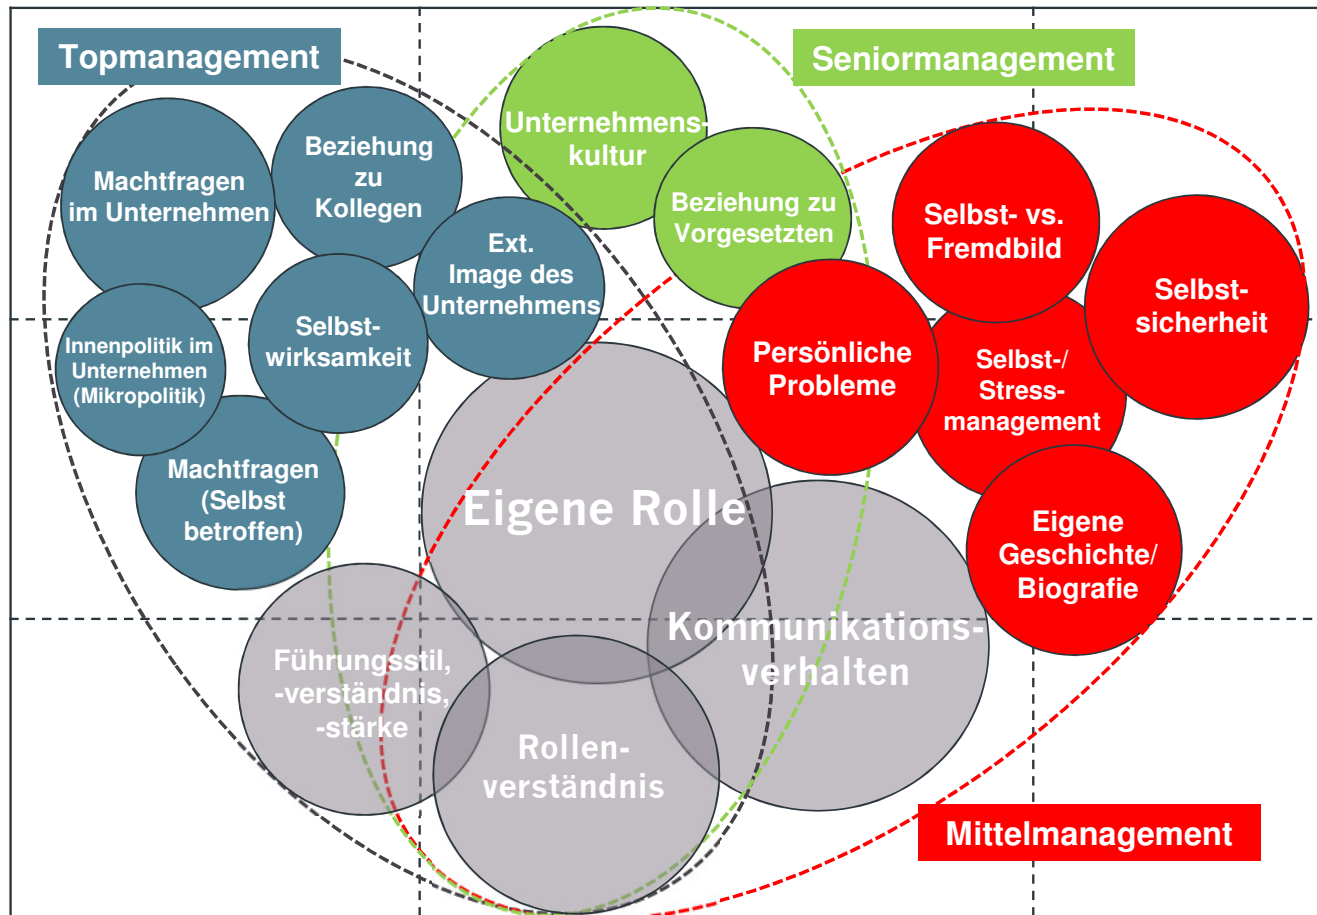 Topmanagement
Seniormanagement
Unternehmens-
kultur
Beziehung
zu
Kollegen
Machtfragen
im Unternehmen
Beziehung zu
Vorgesetzten
Selbst- vs.
Fremdbild
Ext.
Image des
Unternehmens
Selbst-
sicherheit
Selbst-
wirksamkeit
Innenpolitik im
Unternehmen
(Mikropolitik)
Persönliche
Probleme
Selbst-/
Stress-
management
Machtfragen
(Selbst
betroffen)
Eigene Rolle
Eigene
Geschichte/
Biografie
Kommunikations-
verhalten
Führungsstil,
-verständnis,
-stärke
Rollen-
verständnis
Mittelmanagement